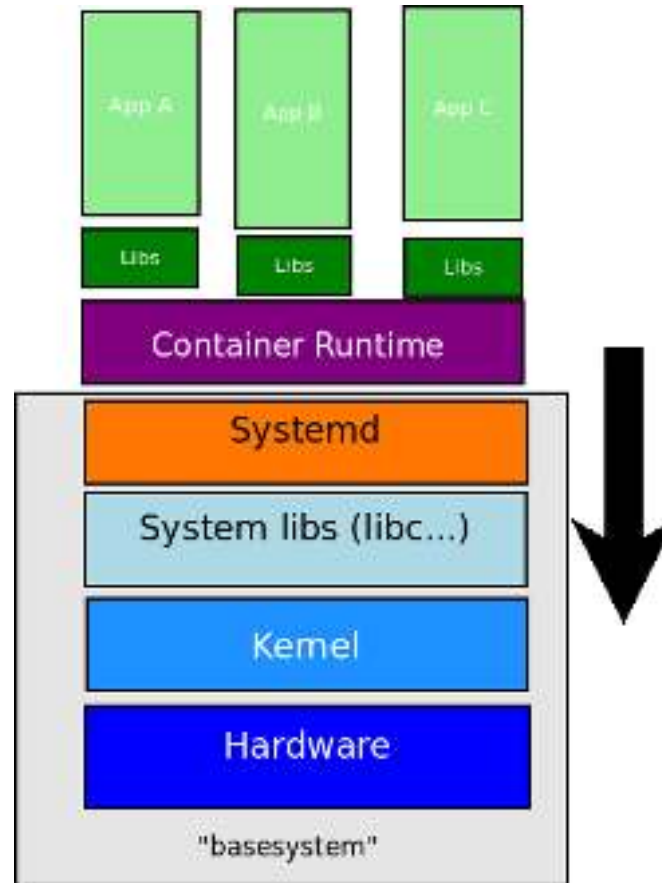 App A
App B
App C
Libs
Libs
Libs
Container Runtime
Systemd
System libs (libc...)
Kernel
Hardware
"basesystem"